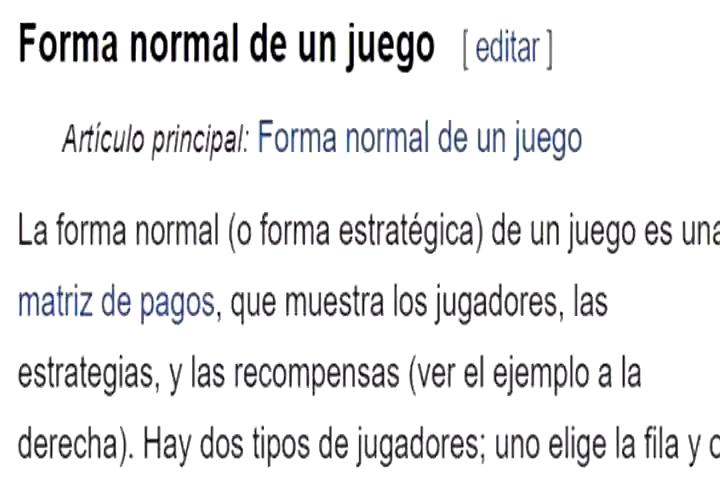 Forma normal de un juego [ editar ]
Artículo principal: Forma normal de un juego
La forma normal (o forma estratégica) de un juego es una
matriz de pagos, que muestra los jugadores, las
estrategias, y las recompensas (ver el ejemplo a la
derecha). Hay dos tipos de jugadores; uno elige la fila y